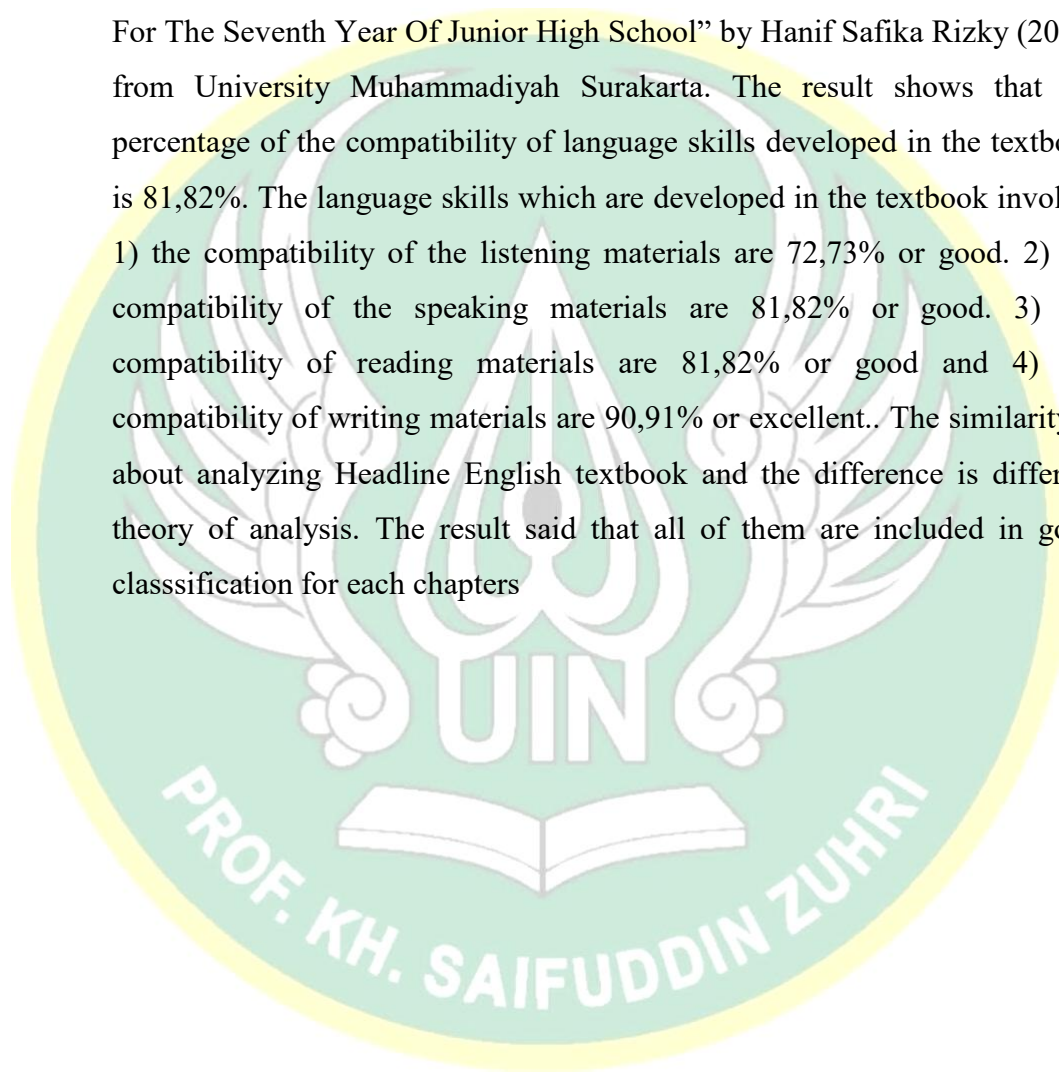 For The Seventh Year Of Junior High School” by Hanif Safika Rizky (20
from University Muhammadiyah Surakarta. The result shows that
percentage of the compatibility of language skills developed in the textb
is 81,82%. The language skills which are developed in the textbook invol
1) the compatibility of the listening materials are 72,73% or good. 2)
compatibility of the speaking materials are 81,82% or good. 3)
compatibility of reading materials are 81,82% or good and 4)
compatibility of writing materials are 90,91% or excellent.. The similarity
about analyzing Headline English textbook and the difference is differ
theory of analysis. The result said that all of them are included in go
classsification for each chapters
UIN
PROF. KH. SAIFUDDIN ZUHRI